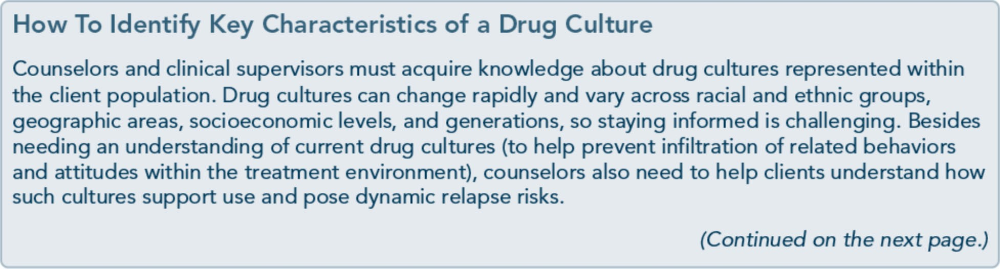 How To Identify Key Characteristics of a Drug Culture
Counselors and clinical supervisors must acquire knowledge about drug cultures represented within
the client population. Drug cultures can change rapidly and vary across racial and ethnic groups,
geographic areas, socioeconomic levels, and generations, so staying informed is challenging. Besides
needing an understanding of current drug cultures (to help prevent infiltration of related behaviors
and attitudes within the treatment environment), counselors also need to help clients understand how
such cultures support use and pose dynamic relapse risks.
(Continued on the next page.)